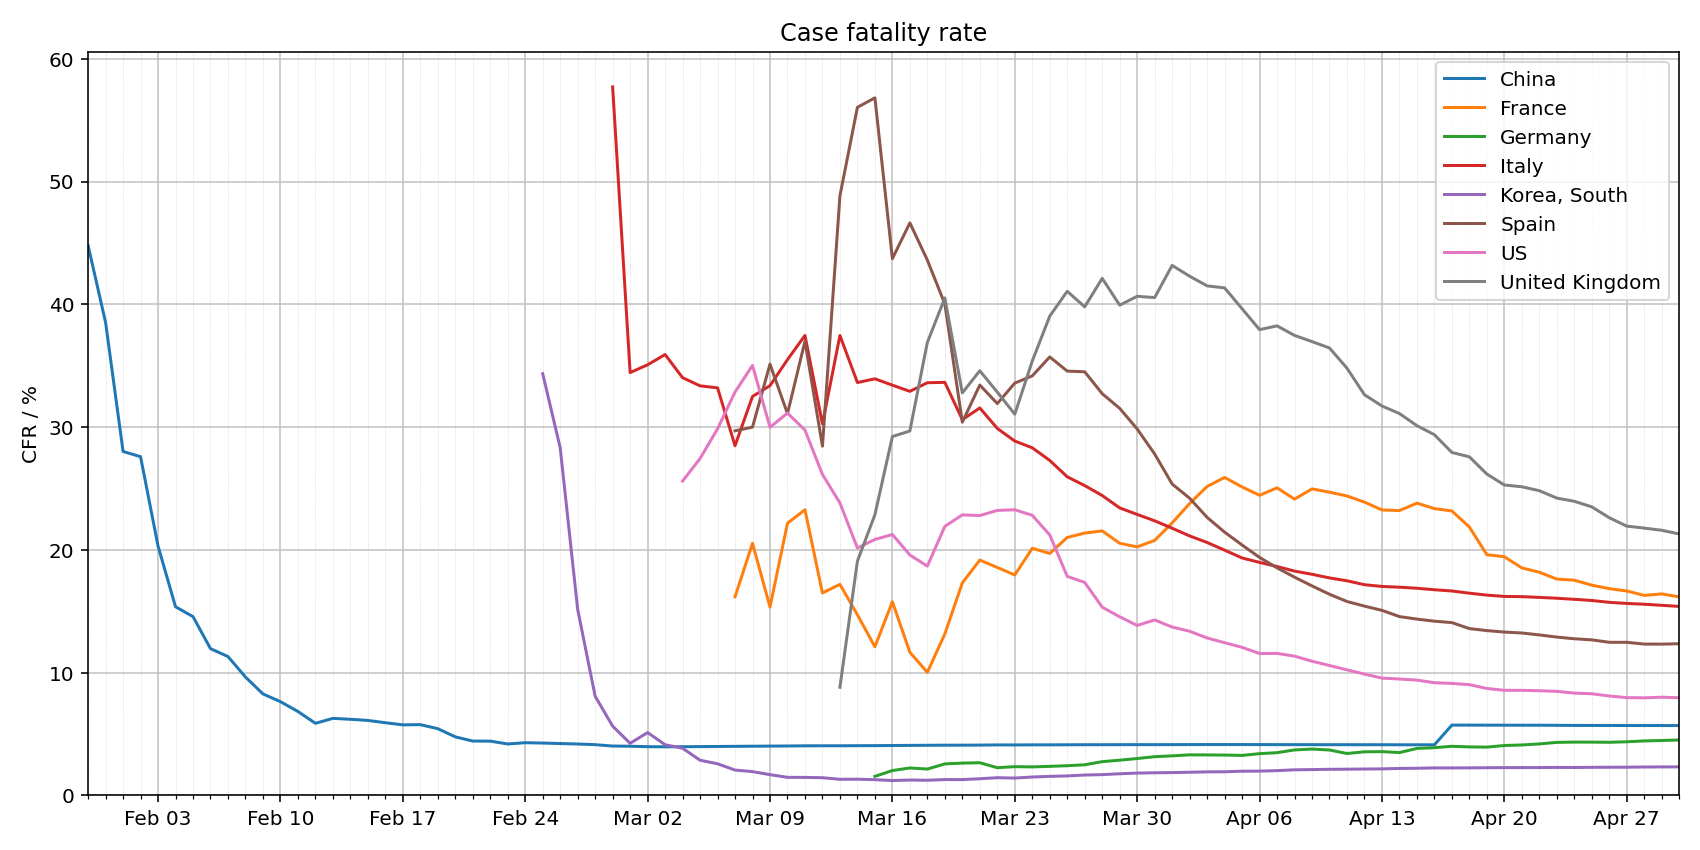 Case fatality rate
CFR / %
60
50
40
30
20
10
0
China
France
Germany
Italy
Korea, South
Spain
US
United Kingdom
Feb 03 Feb 10 Feb 17 Feb 24 Mar 02 Mar 09 Mar 16 Mar 23 Mar 30 Apr 06 Apr 13 Apr 20 Apr 27